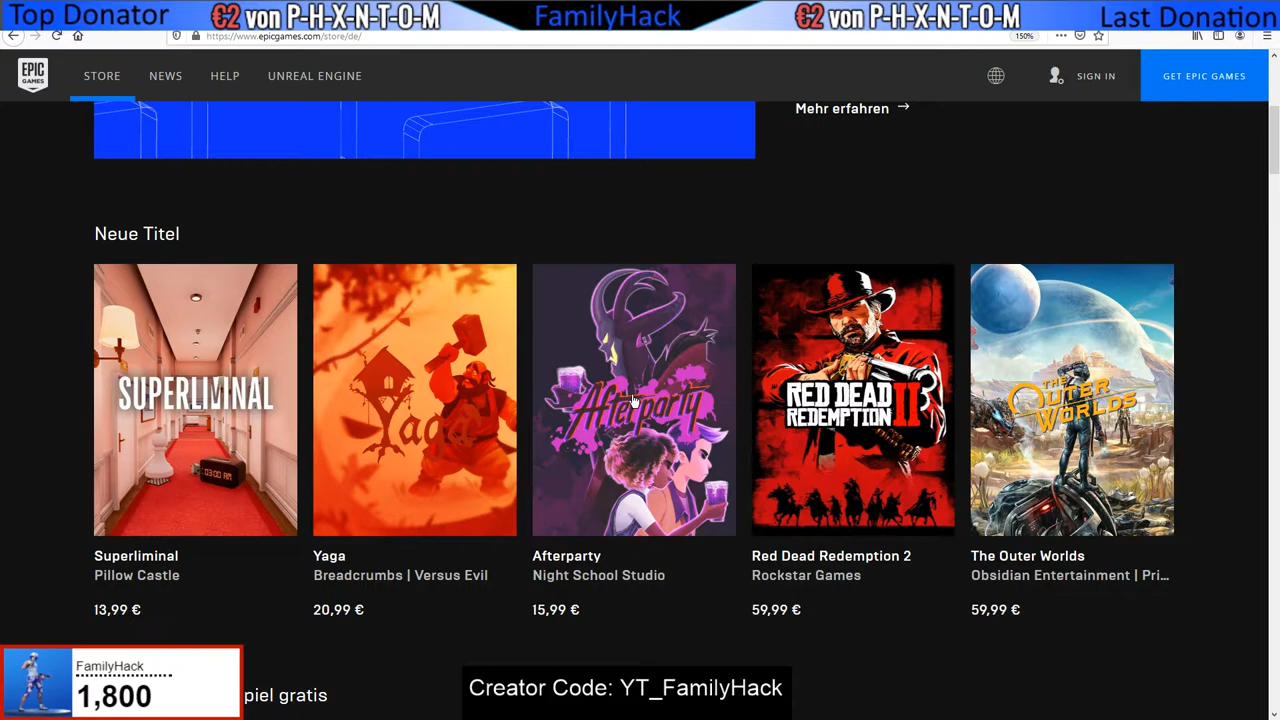 Top Donator
€2 von P-H-X-N-T-O-M
FamilyHack
€2 von P-H-X-N-T-O-M
Last Donation
https://www.epicgames.com/store/de/
150%
EPIC GAMES
STORE
NEWS
HELP
UNREAL ENGINE
SIGN IN
GET EPIC GAMES
Mehr erfahren →
Neue Titel
SUPERLIMINAL
03:00 AM
Yaga
Afterparty
RED DEAD
REDEMPTION II
THE
OUTER
WORLDS
Superliminal
Pillow Castle
13,99 €
Yaga
Breadcrumbs | Versus Evil
20,99 €
Afterparty
Night School Studio
15,99 €
Red Dead Redemption 2
Rockstar Games
59,99 €
The Outer Worlds
Obsidian Entertainment | Pri...
59,99 €
FamilyHack
1,800
piel gratis
Creator Code: YT_FamilyHack